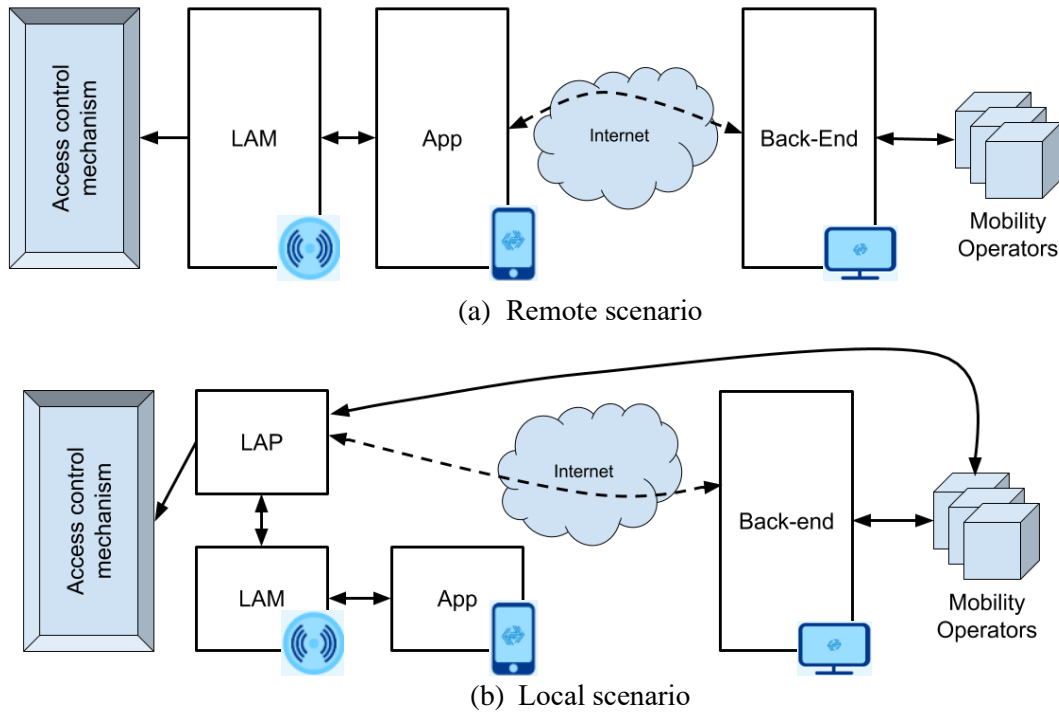 Access control
mechanism
LAM
App
Internet
Back-End
Mobility
Operators
(a) Remote scenario
Access control
mechanism
LAP
LAM
App
Internet
Back-end
Mobility
Operators
(b) Local scenario